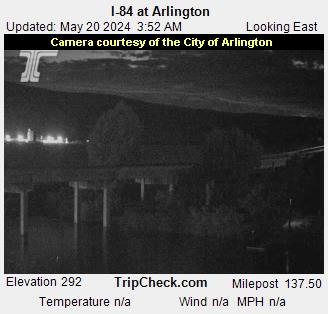 I-84 at Arlington
Updated: May 20 2024 3:52 AM Looking East
Camera courtesy of the City of Arlington
Elevation 292 TripCheck.com Milepost 137.50
Temperature n/a Wind n/a MPH n/a